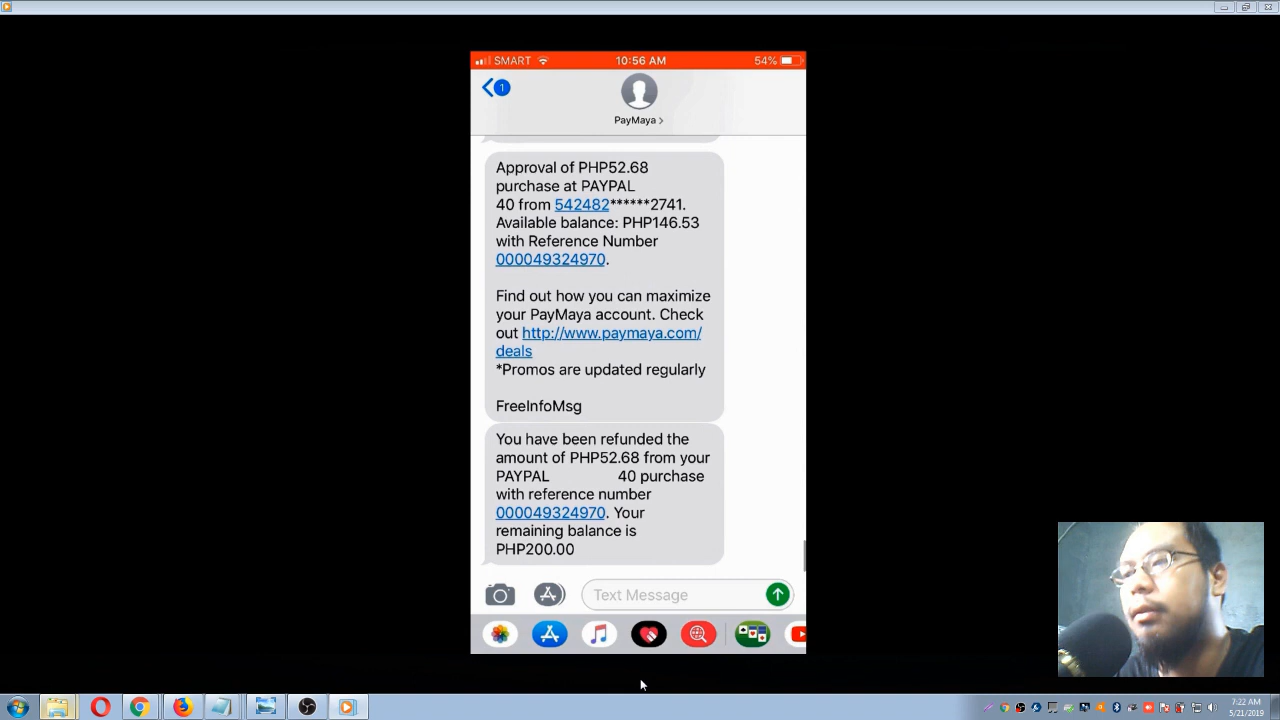 SMART
10:56 AM
54%
1
PayMaya >
Approval of PHP52.68
purchase at PAYPAL
40 from 542482******2741.
Available balance: PHP146.53
with Reference Number
000049324970.
Find out how you can maximize
your PayMaya account. Check
out http://www.paymaya.com/
deals
*Promos are updated regularly
FreeInfoMsg
You have been refunded the
amount of PHP52.68 from your
PAYPAL 40 purchase
with reference number
000049324970. Your
remaining balance is
PHP200.00
Text Message
7:22 AM
5/21/2019